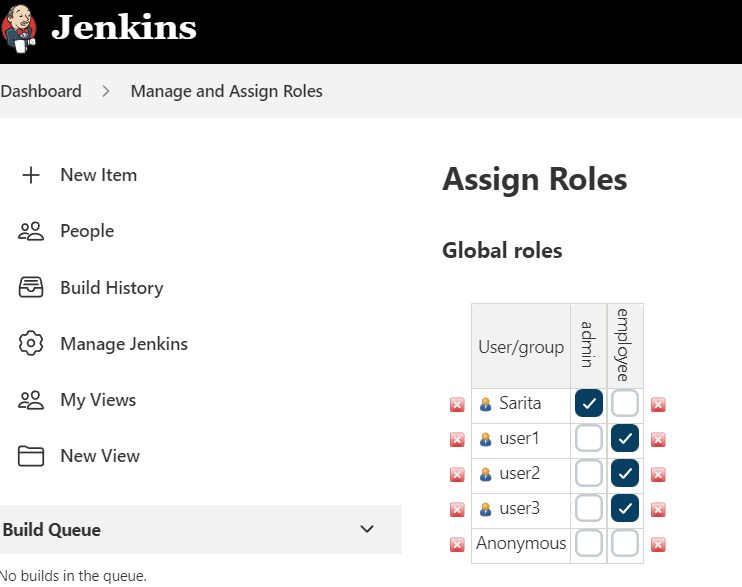 Jenkins
Dashboard > Manage and Assign Roles
New Item
People
Build History
Manage Jenkins
My Views
New View
Build Queue
No builds in the queue.
Assign Roles
Global roles
User/group admin employee
Sarita
user1
user2
user3
Anonymous